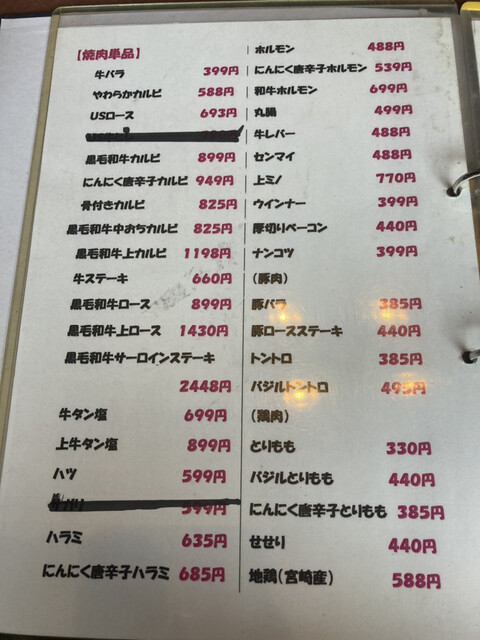 【焼肉単品】
牛バラ 399円
やわらかカルビ 588円
USロース 693円
黒毛和牛カルビ 899円
にんにく唐辛子カルビ 949円
骨付きカルビ 825円
黒毛和牛中おちカルビ 825円
黒毛和牛上カルビ 1198円
牛ステーキ 660円
黒毛和牛ロース 899円
黒毛和牛上ロース 1430円
黒毛和牛サーロインステーキ
2448円
牛タン塩 699円
上牛タン塩 899円
ハツ 599円
599円
ハラミ 635円
にんにく唐辛子ハラミ 685円
ホルモン 488円
にんにく唐辛子ホルモン 539円
和牛ホルモン 699円
丸腸 499円
牛レバー 488円
センマイ 488円
上ミノ 770円
ウインナー 399円
厚切りベーコン 440円
ナンコツ 399円
（豚肉）
豚バラ 385円
豚ロースステーキ 440円
トントロ 385円
バジルトントロ 495円
（鶏肉）
とりもも 330円
バジルとりもも 440円
にんにく唐辛子とりもも 385円
せせり 440円
地鶏（宮崎産） 588円